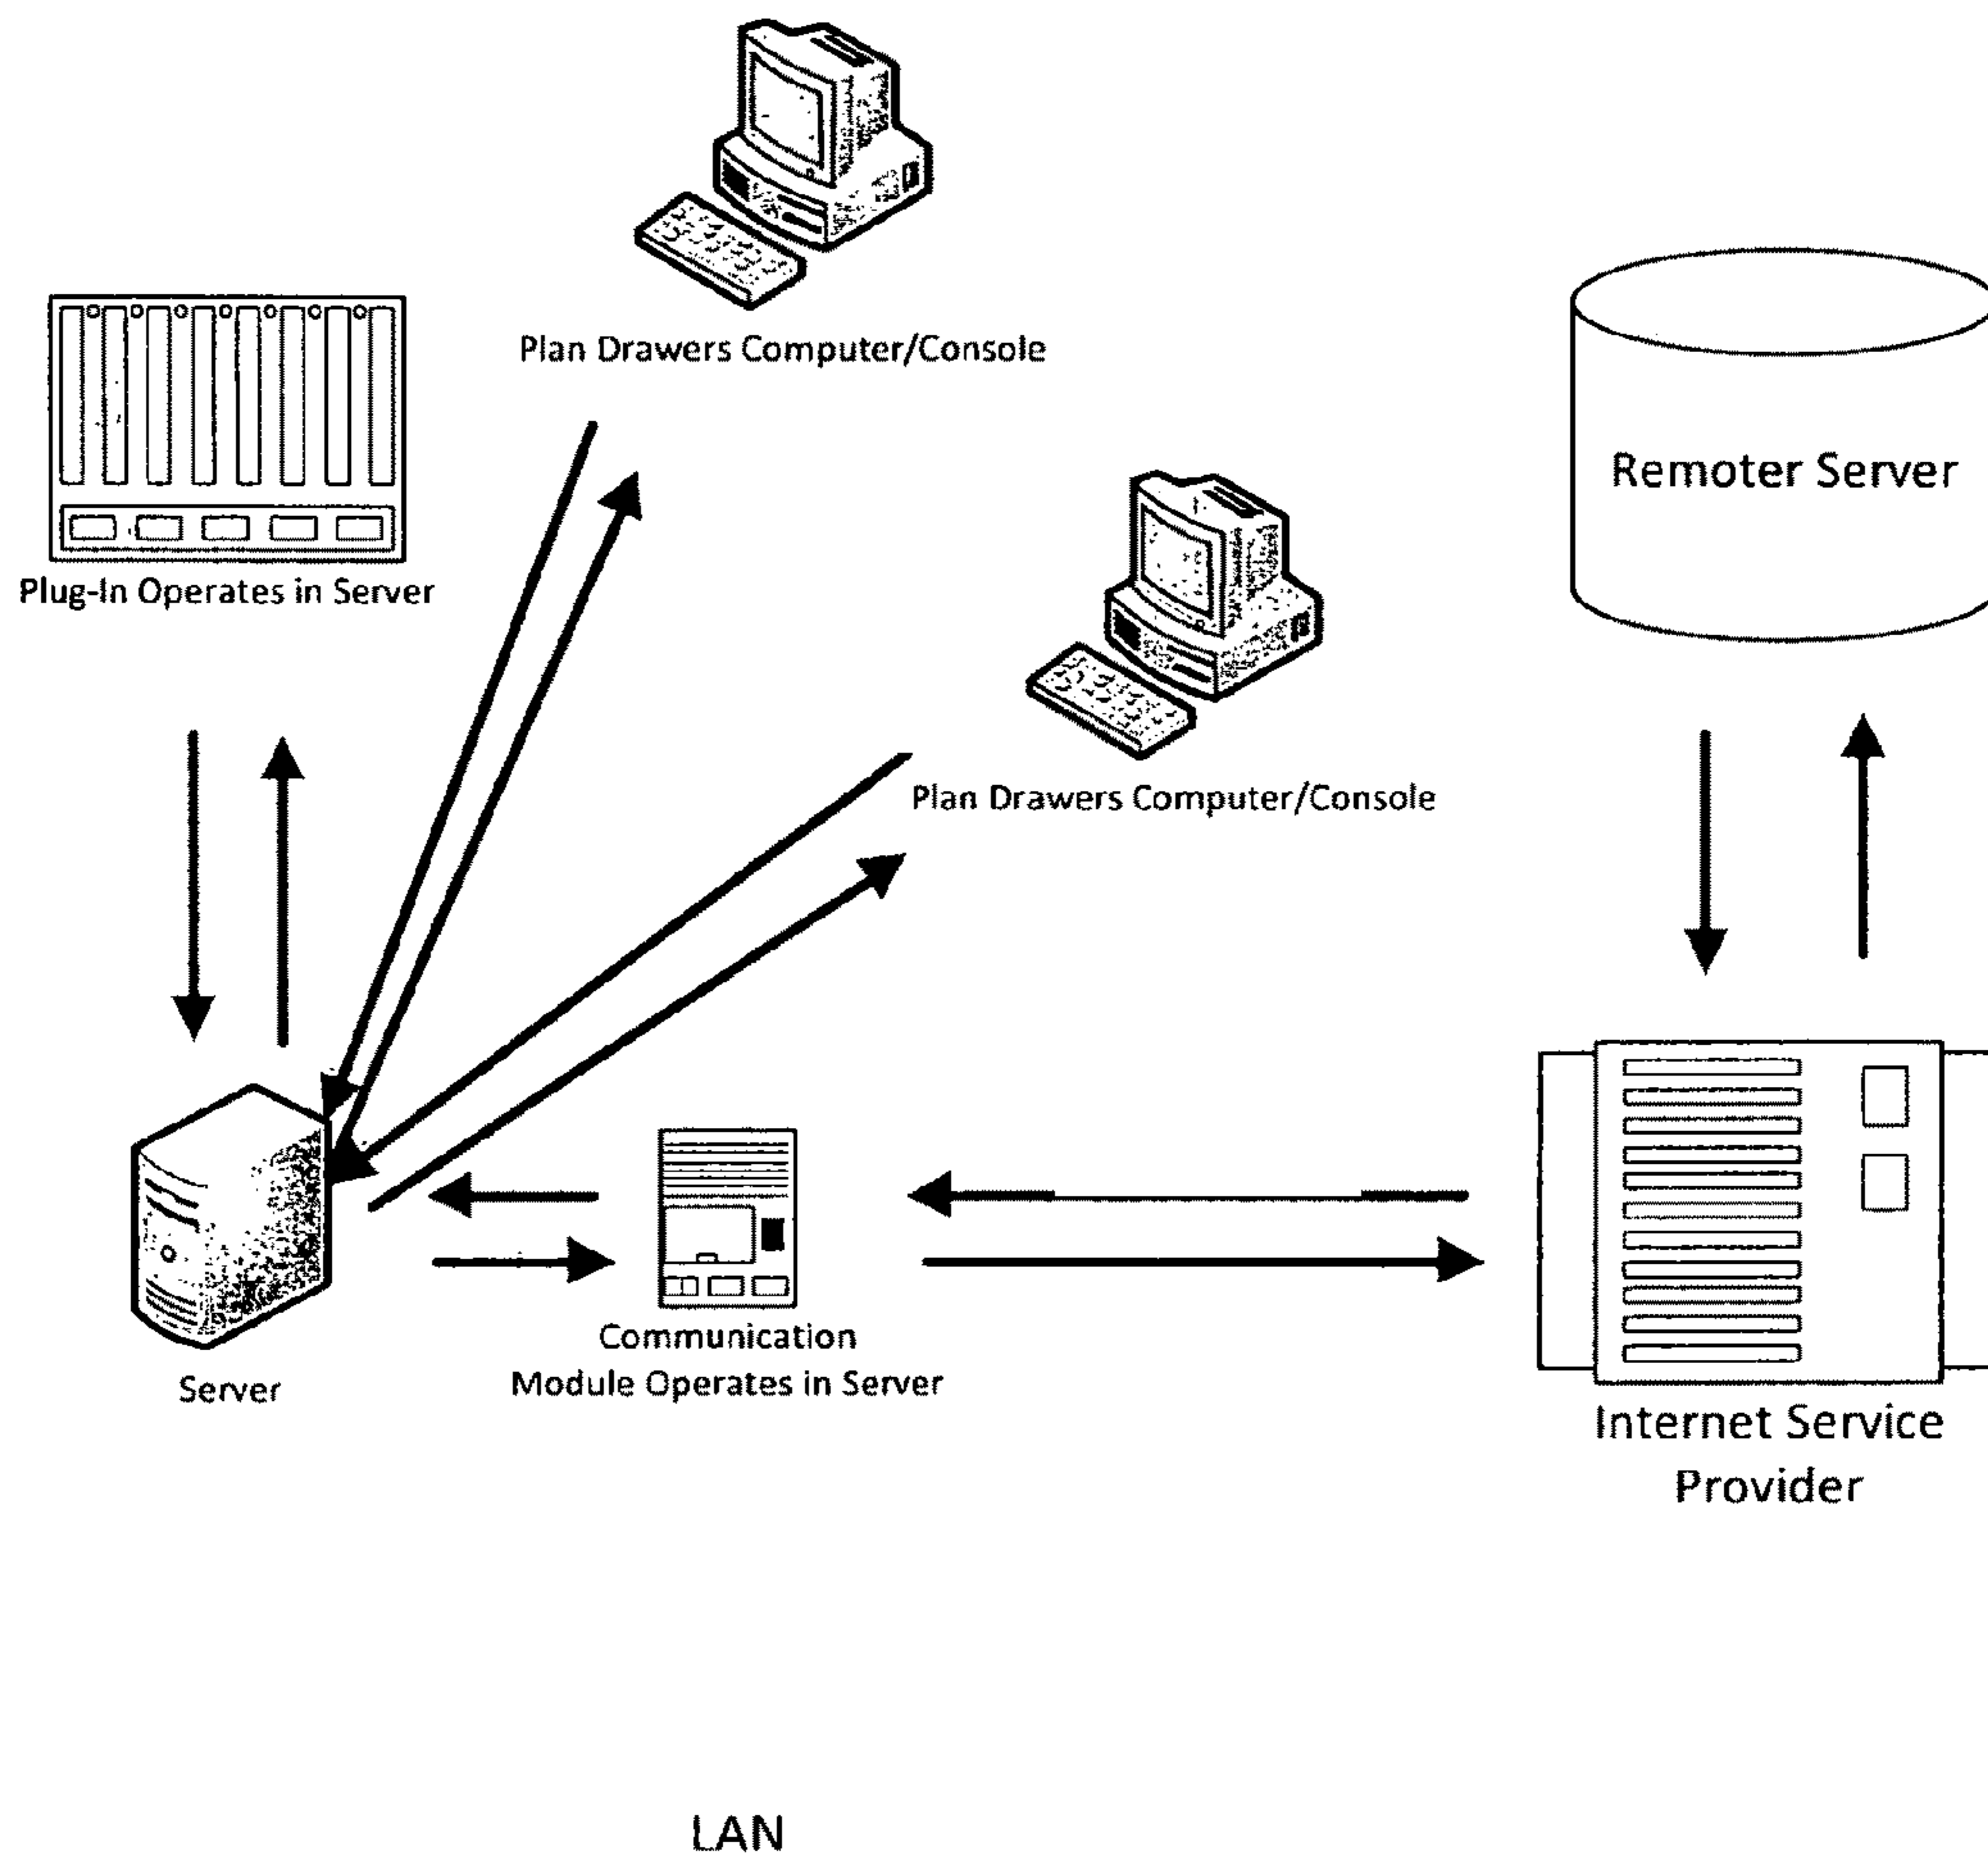 Plan Drawers Computer/Console
Remoter Server
Plug-In Operates in Server
Plan Drawers Computer/Console
Communication
Module Operates in Server
Server
Internet Service
Provider
LAN